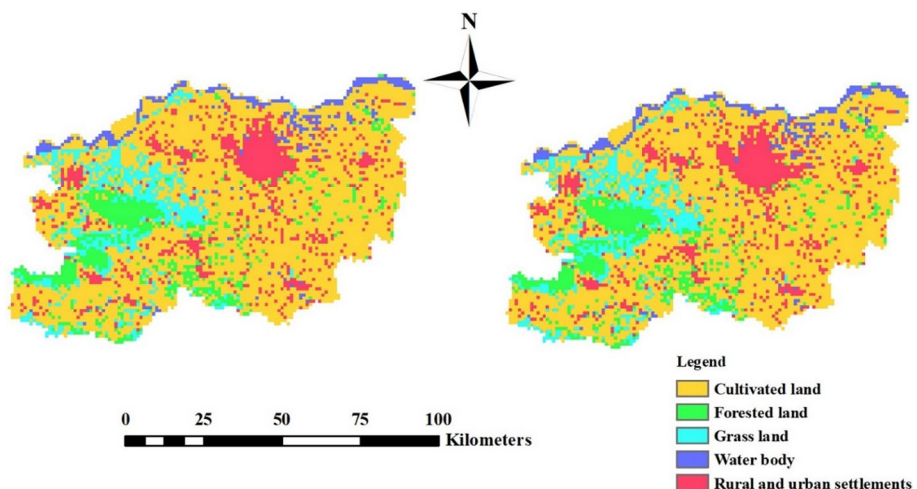 N
0 25 50 75 100
Kilometers
Legend
Cultivated land
Forested land
Grass land
Water body
Rural and urban settlements